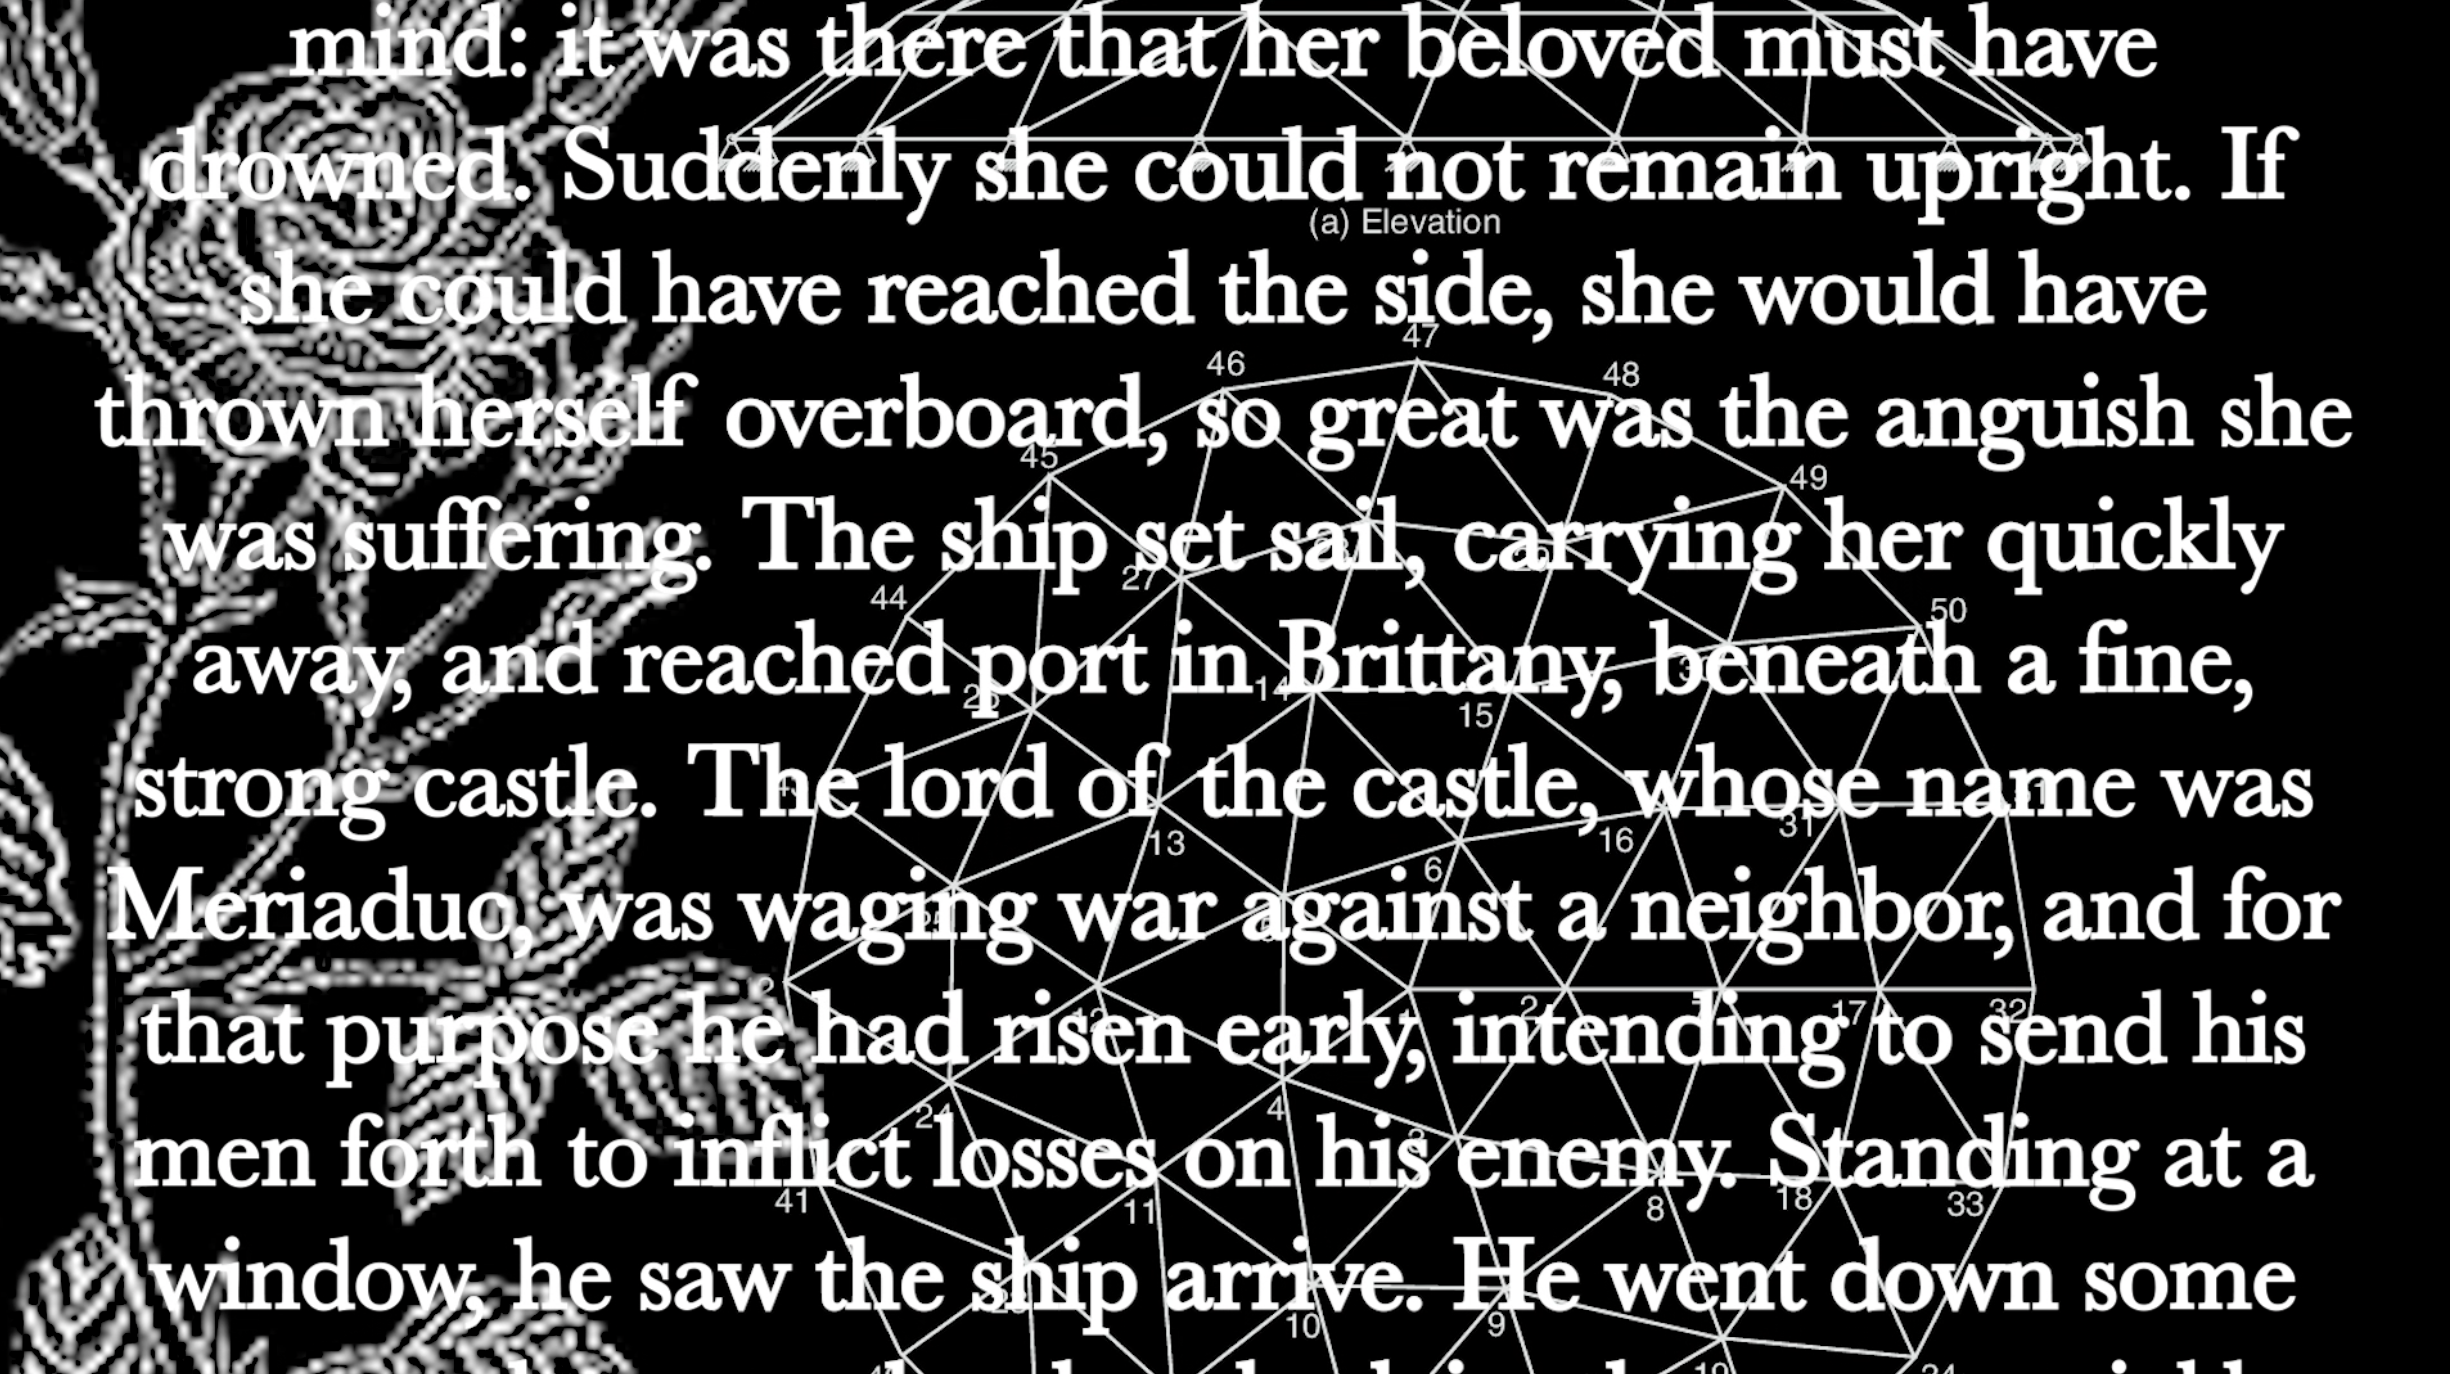 mind: it was there that her beloved must have
drowned. Suddenly she could not remain upright. If
(a) Elevation
she could have reached the side, she would have
47
46
48
thrown herself overboard, so great was the anguish she
45
49
was suffering. The ship set sail, carrying her quickly
27
44
50
away, and reached port in Brittany, beneath a fine,
14
15
strong castle. The lord of the castle, whose name was
13
16
31
6
Meriaduc, was waging war against a neighbor, and for
2
17
32
that purpose he had risen early, intending to send his
24
4
men forth to inflict losses on his enemy. Standing at a
41
11
8
18
33
window, he saw the ship arrive. He went down some
10
9